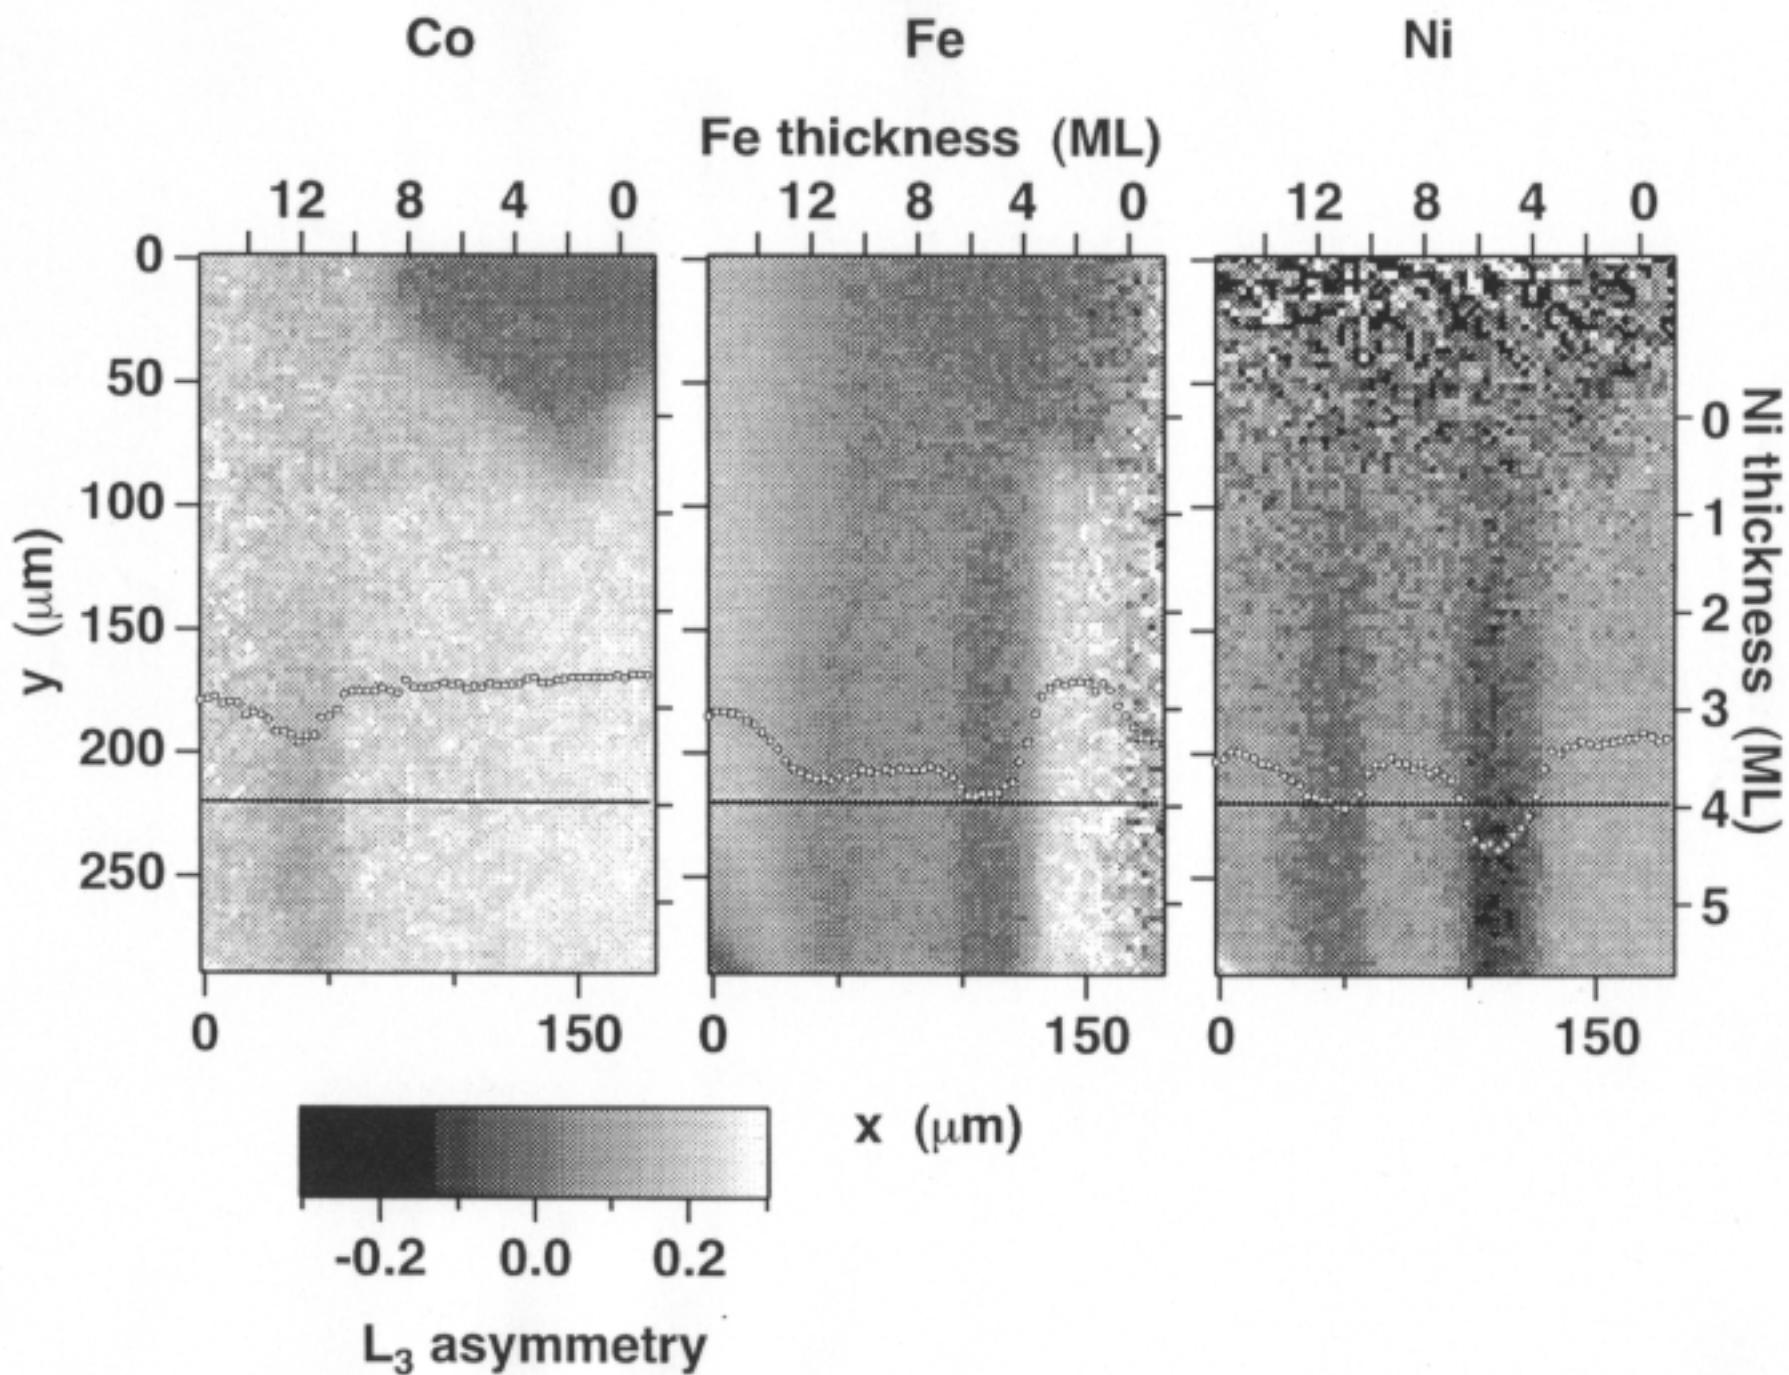 Co Fe Ni
Fe thickness (ML)
12 8 4 0 12 8 4 0 12 8 4 0
0
50
100
150
200
250
y (μm)
0
1
2
3
4
5
Ni thickness (ML)
0 150 0 150 0 150
x (μm)
-0.2 0.0 0.2
L₃ asymmetry